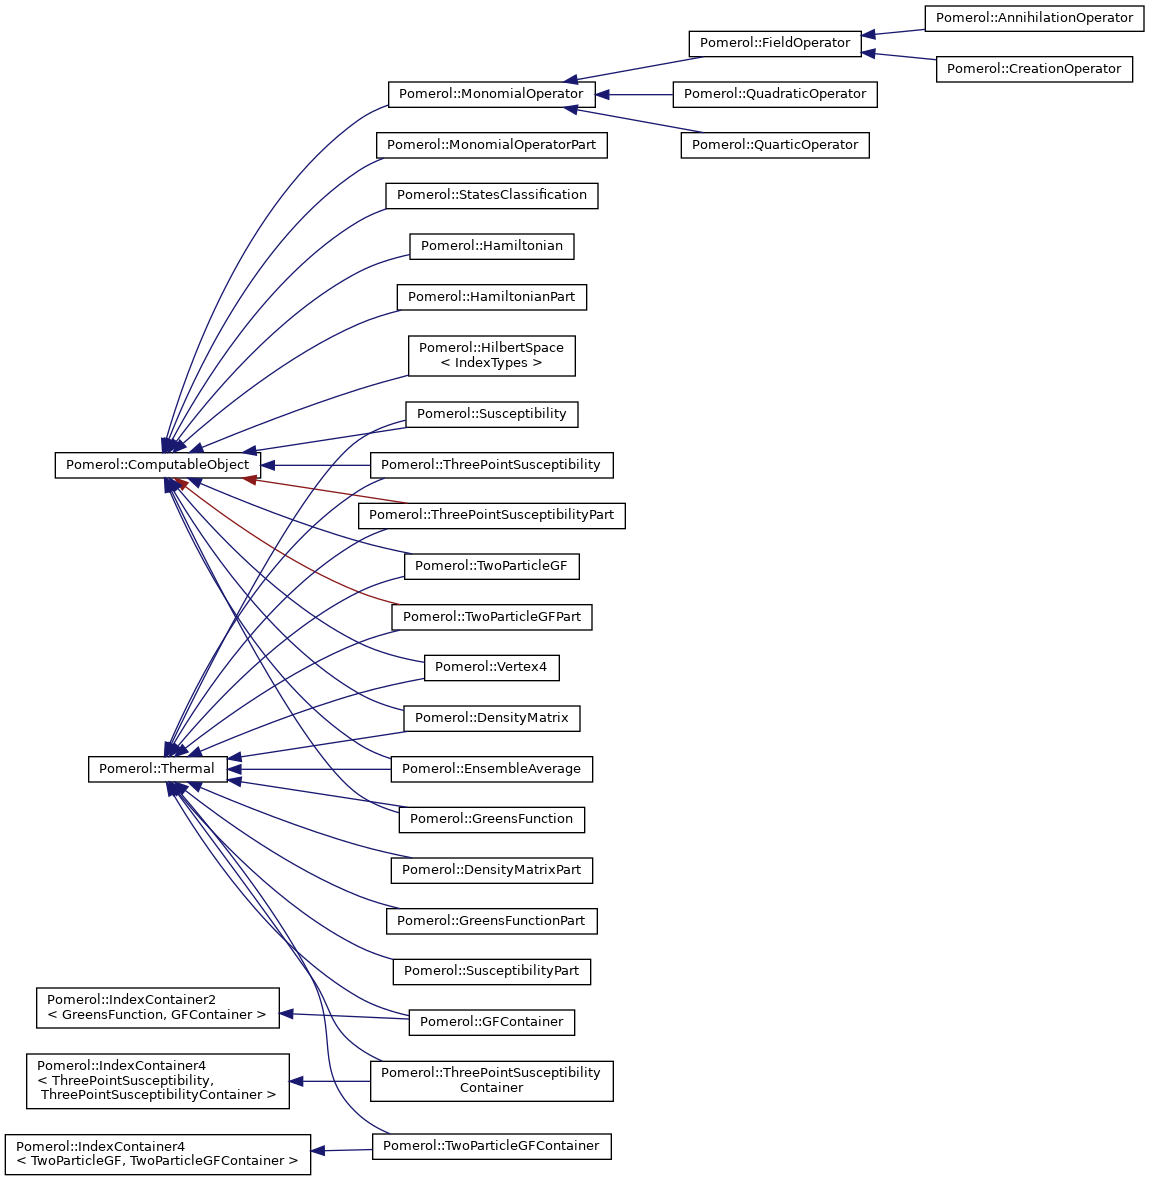 Pomerol::AnnihilationOperator
Pomerol::FieldOperator
Pomerol::CreationOperator
Pomerol::MonomialOperator
Pomerol::QuadraticOperator
Pomerol::QuarticOperator
Pomerol::MonomialOperatorPart
Pomerol::StatesClassification
Pomerol::Hamiltonian
Pomerol::HamiltonianPart
Pomerol::HilbertSpace
< IndexTypes >
Pomerol::Susceptibility
Pomerol::ComputableObject
Pomerol::ThreePointSusceptibility
Pomerol::ThreePointSusceptibilityPart
Pomerol::TwoParticleGF
Pomerol::TwoParticleGFPart
Pomerol::Vertex4
Pomerol::DensityMatrix
Pomerol::Thermal
Pomerol::EnsembleAverage
Pomerol::GreensFunction
Pomerol::DensityMatrixPart
Pomerol::GreensFunctionPart
Pomerol::SusceptibilityPart
Pomerol::IndexContainer2
< GreensFunction, GFContainer >
Pomerol::GFContainer
Pomerol::IndexContainer4
< ThreePointSusceptibility,
ThreePointSusceptibilityContainer >
Pomerol::ThreePointSusceptibility
Container
Pomerol::IndexContainer4
< TwoParticleGF, TwoParticleGFContainer >
Pomerol::TwoParticleGFContainer